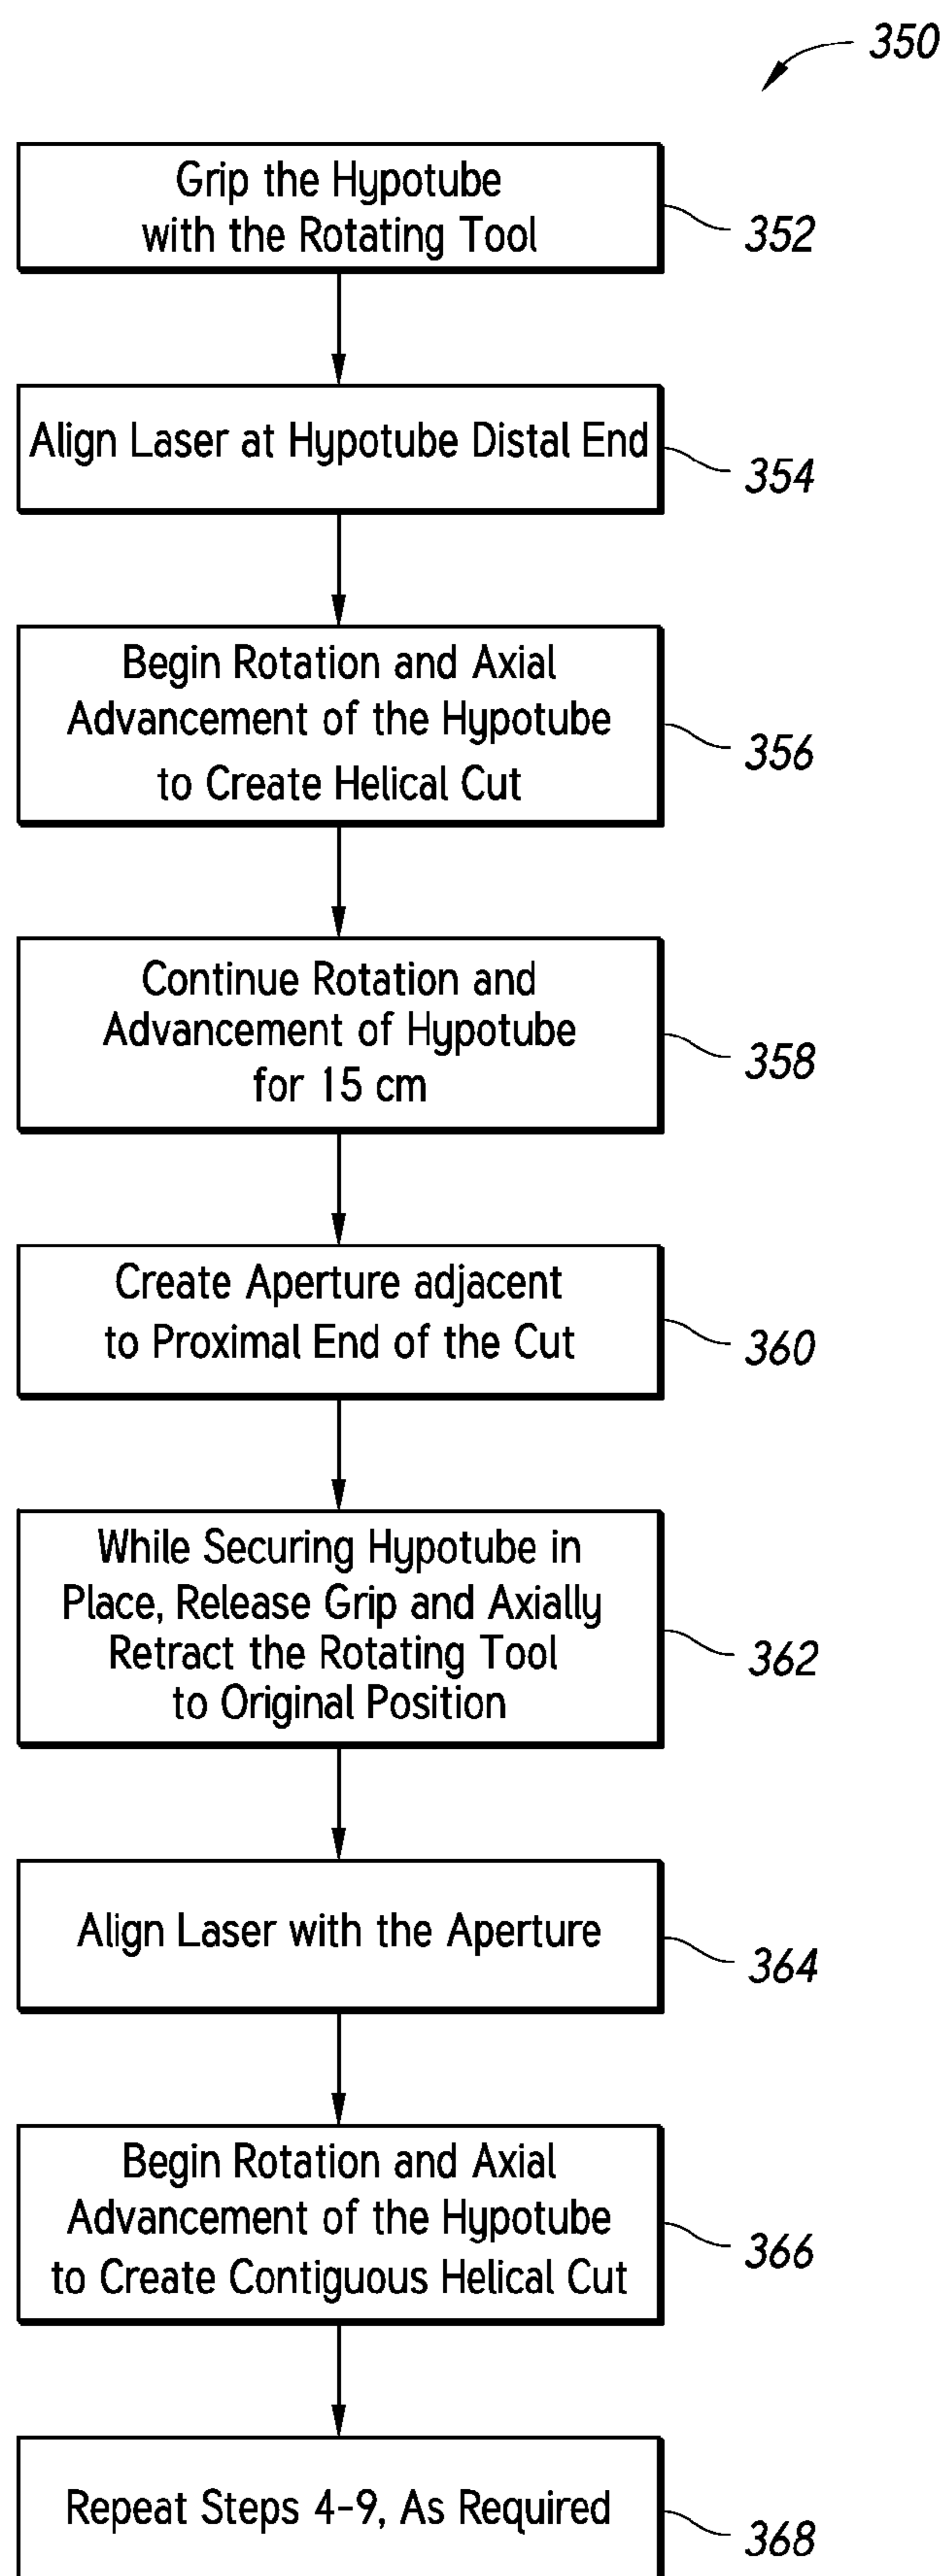 350
Grip the Hypotube
with the Rotating Tool
352
Align Laser at Hypotube Distal End
354
Begin Rotation and Axial
Advancement of the Hypotube
to Create Helical Cut
356
Continue Rotation and
Advancement of Hypotube
for 15 cm
358
Create Aperture adjacent
to Proximal End of the Cut
360
While Securing Hypotube in
Place, Release Grip and Axially
Retract the Rotating Tool
to Original Position
362
Align Laser with the Aperture
364
Begin Rotation and Axial
Advancement of the Hypotube
to Create Contiguous Helical Cut
366
Repeat Steps 4-9, As Required
368